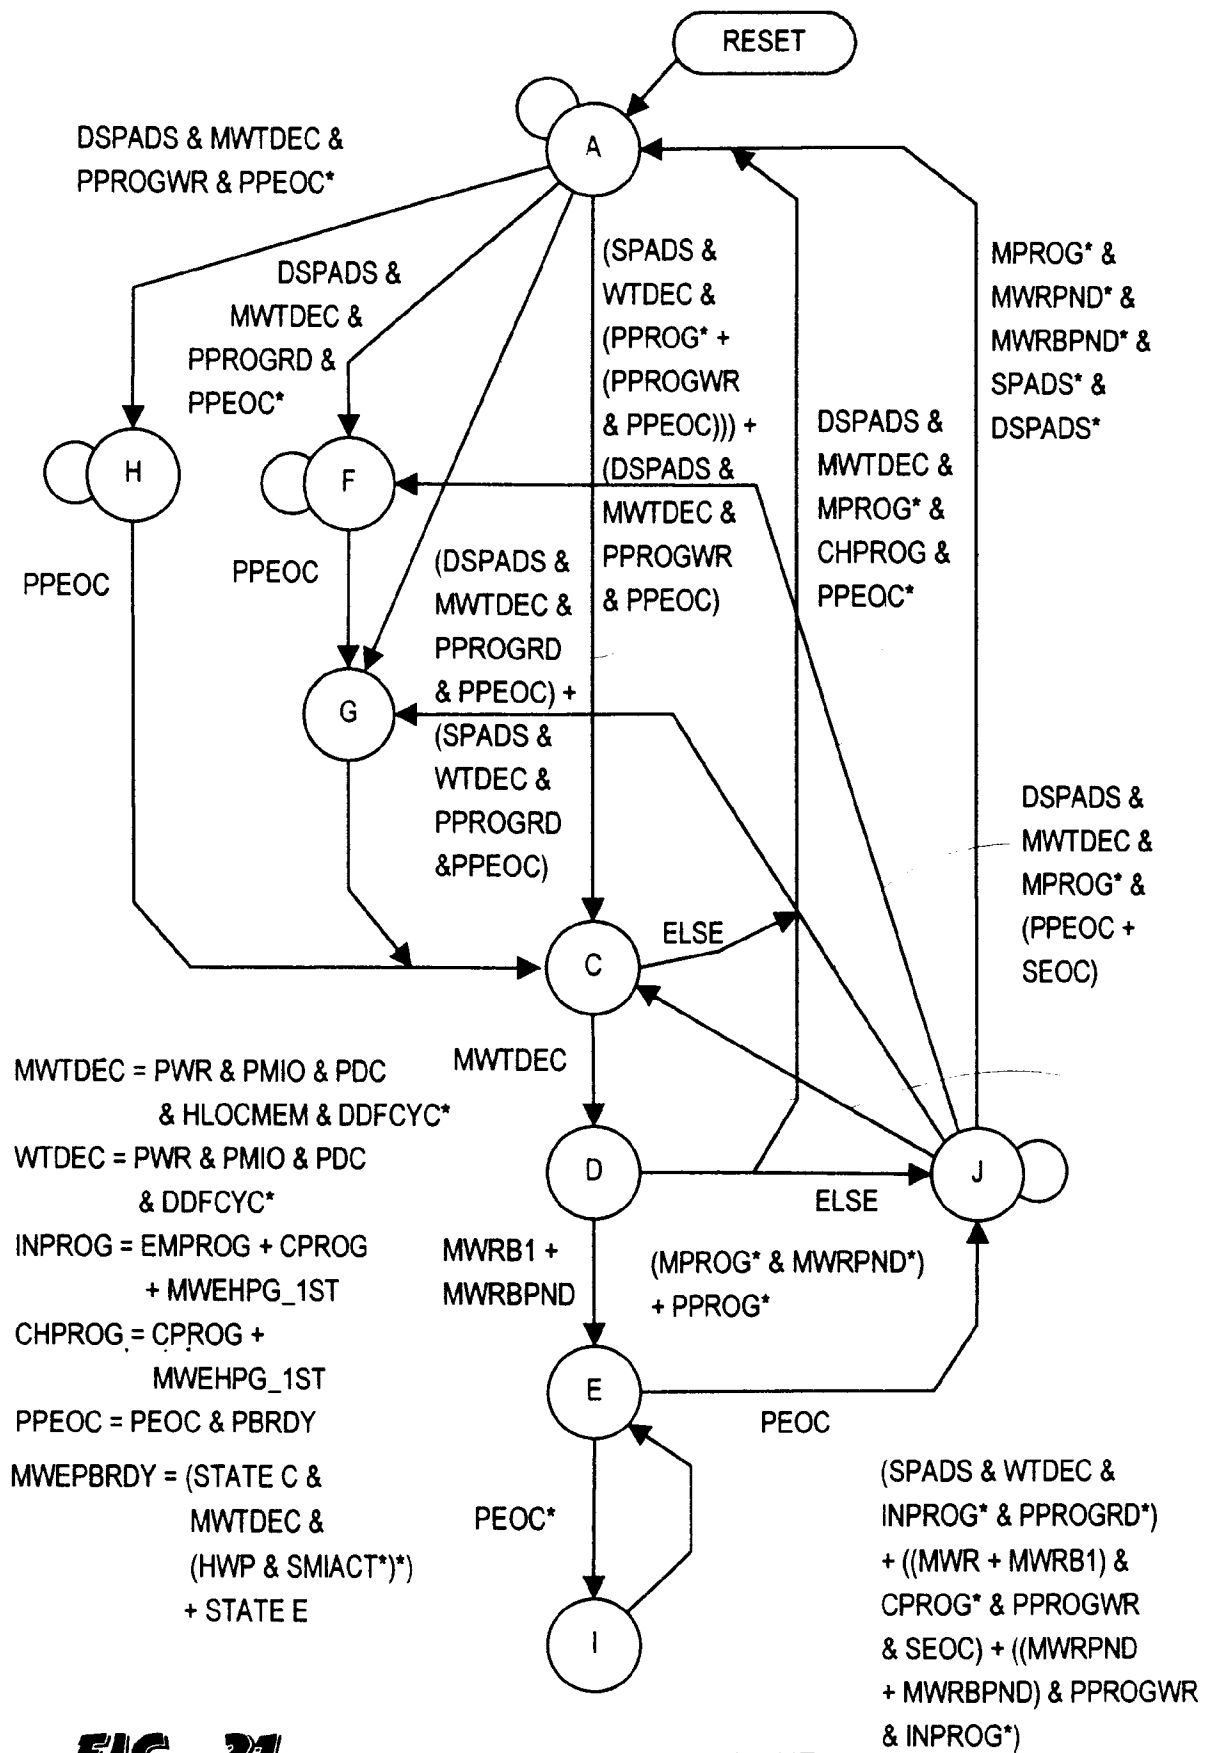 RESET
A
DSPADS & MWTDEC &
PPROGWR & PPEOC*
DSPADS &
MWTDEC &
PPROGRD &
PPEOC*
(SPADS &
WTDEC &
(PPROG* +
(PPROGWR
& PPEOC))) +
(DSPADS &
MWTDEC &
PPROGWR
& PPEOC)
MPROG* &
MWRPND* &
MWRBPND* &
SPADS* &
DSPADS*
DSPADS &
MWTDEC &
MPROG* &
CHPROG &
PPEOC*
H
F
PPEOC
PPEOC
(DSPADS &
MWTDEC &
PPROGRD
& PPEOC) +
(SPADS &
WTDEC &
PPROGRD
&PPEOC)
G
DSPADS &
MWTDEC &
MPROG* &
(PPEOC +
SEOC)
C
ELSE
MWTDEC
D
ELSE
J
MWTDEC = PWR & PMIO & PDC
& HLOCMEM & DDFCYC*
WTDEC = PWR & PMIO & PDC
& DDFCYC*
INPROG = EMPROG + CPROG
+ MWEHPG_1ST
CHPROG = CPROG +
MWEHPG_1ST
PPEOC = PEOC & PBRDY
MWEPBRDY = (STATE C &
MWTDEC &
(HWP & SMIACT*)*)
+ STATE E
MWRB1 +
MWRBPND
(MPROG* & MWRPND*)
+ PPROG*
E
PEOC
PEOC*
I
(SPADS & WTDEC &
INPROG* & PPROGRD*)
+ ((MWR + MWRB1) &
CPROG* & PPROGWR
& SEOC) + ((MWRPND
+ MWRBPND) & PPROGWR
& INPROG*)